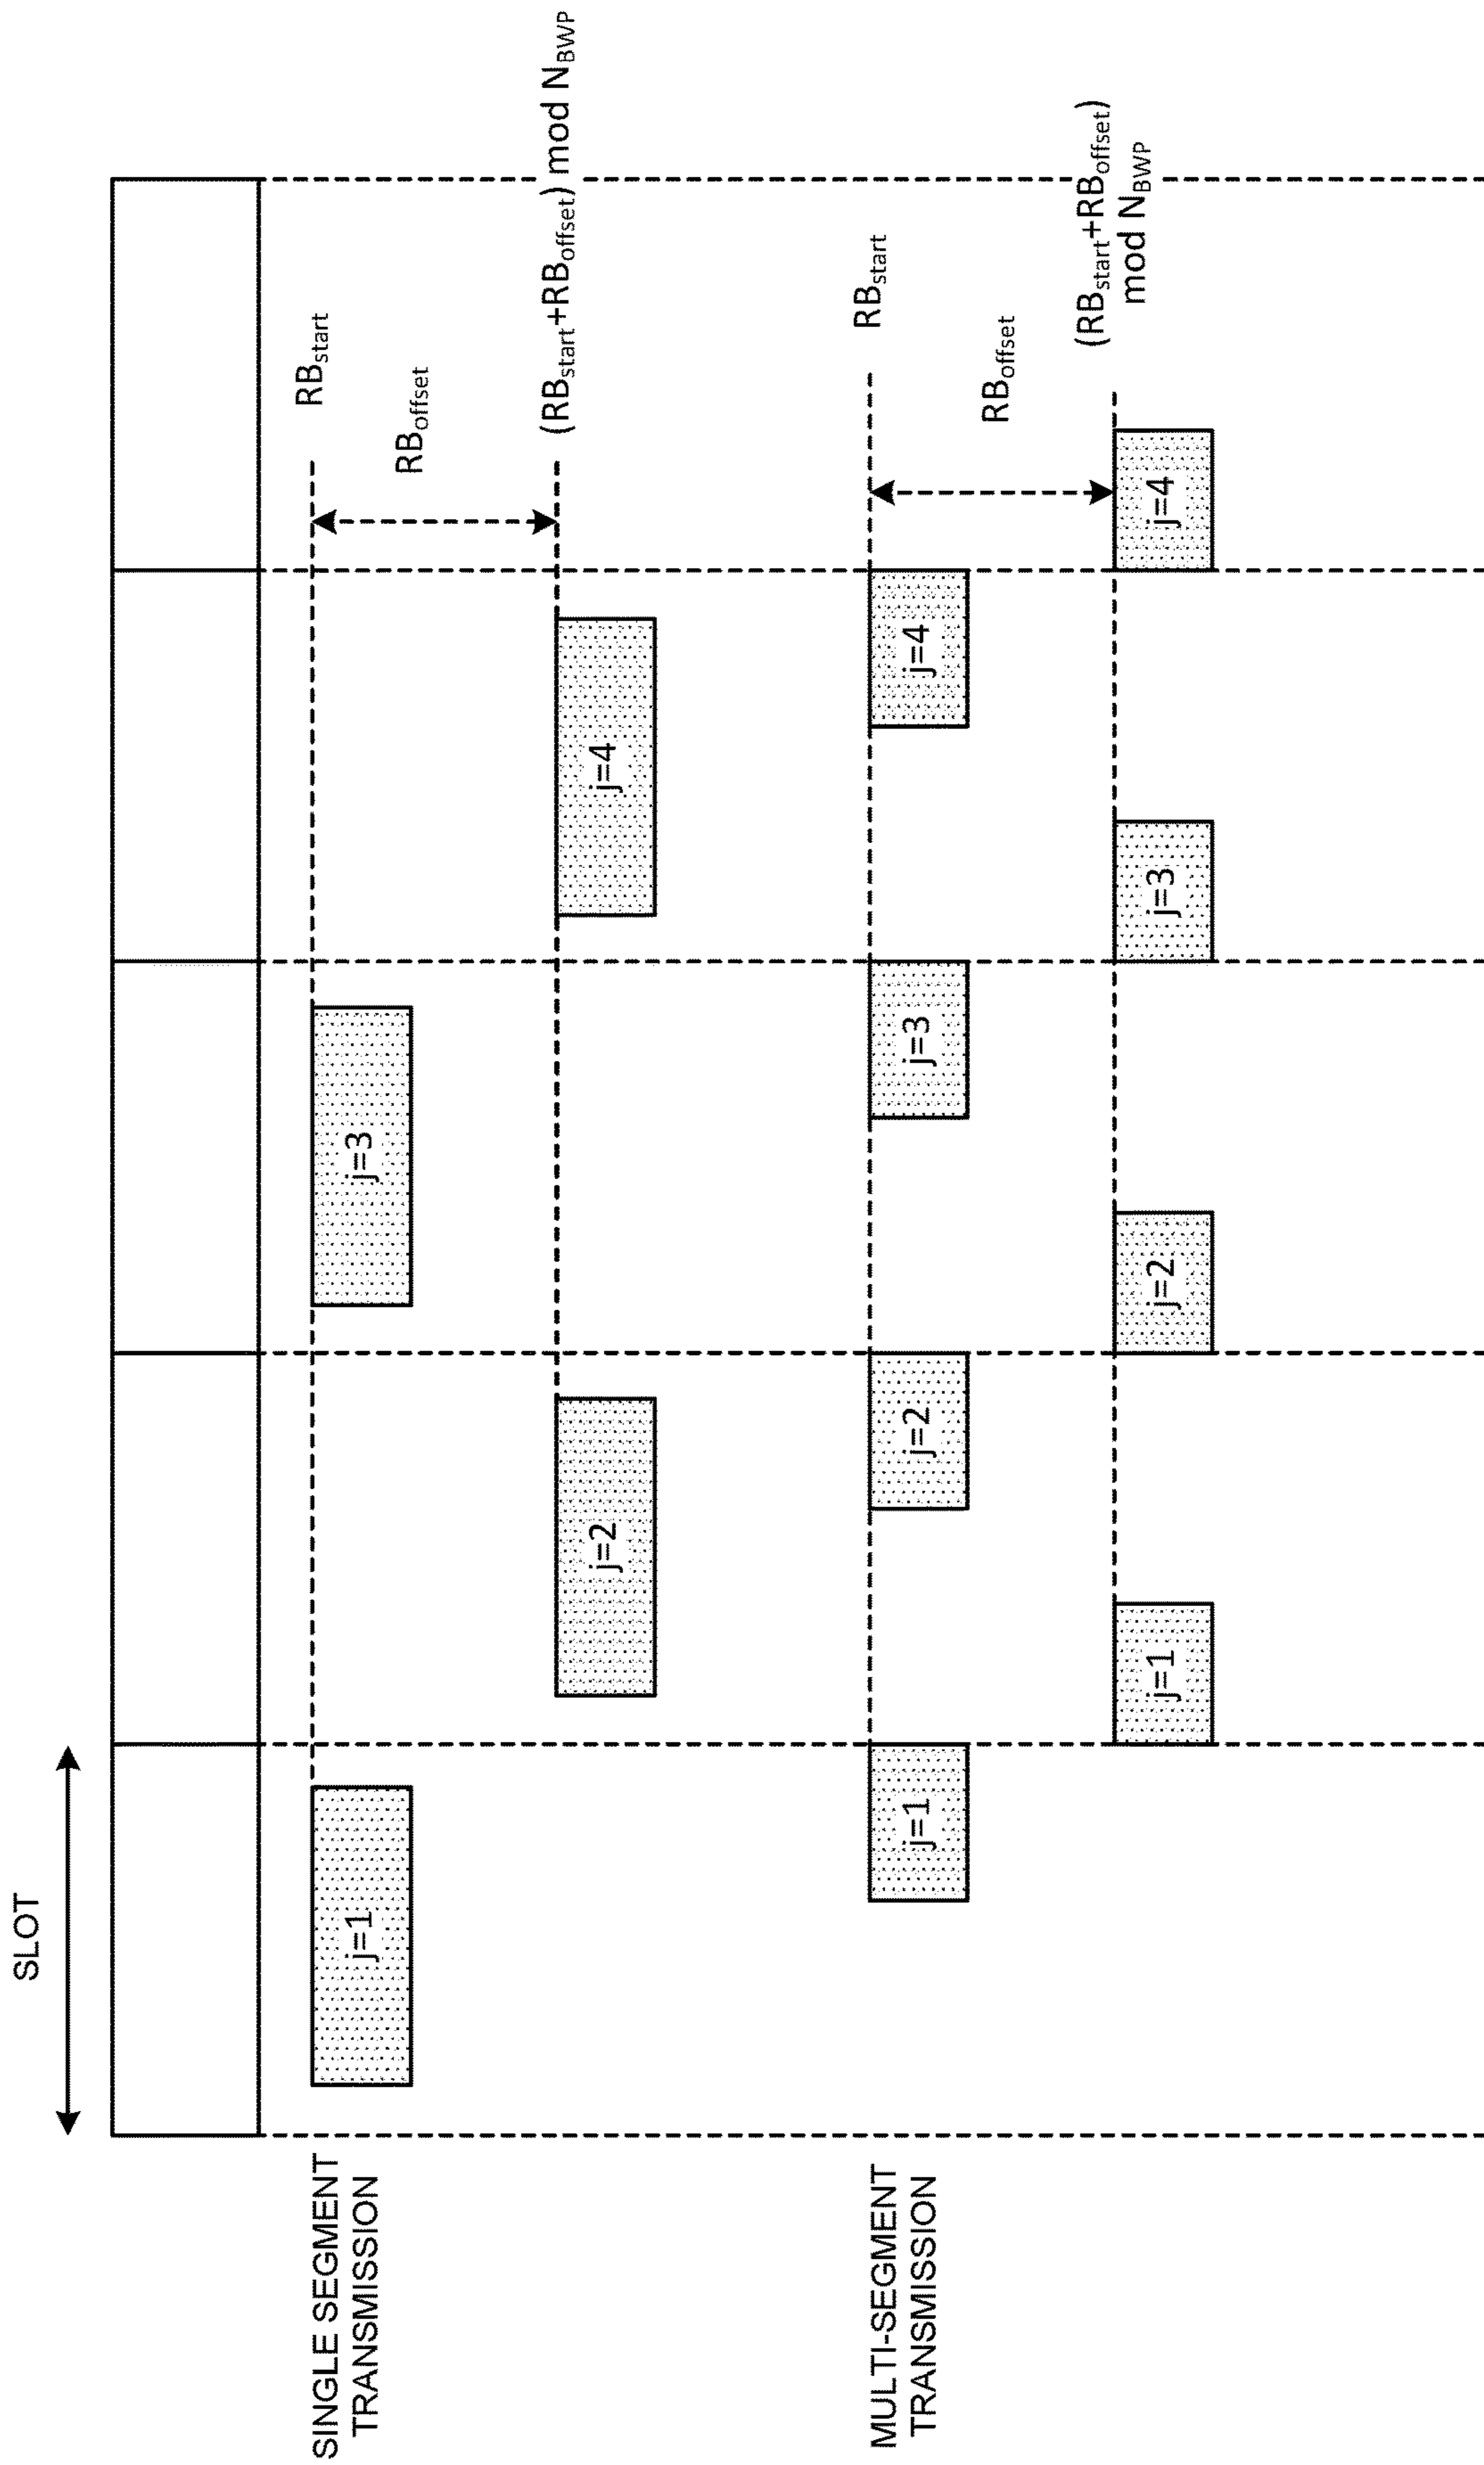 SLOT
SINGLE SEGMENT
TRANSMISSION
j=1
j=2
j=3
j=4
RBstart
RBoffset
(RBstart+RBoffset) mod NBWP
MULTI-SEGMENT
TRANSMISSION
j=1
j=1
j=2
j=2
j=3
j=3
j=4
j=4
RBstart
RBoffset
(RBstart+RBoffset)
mod NBWP